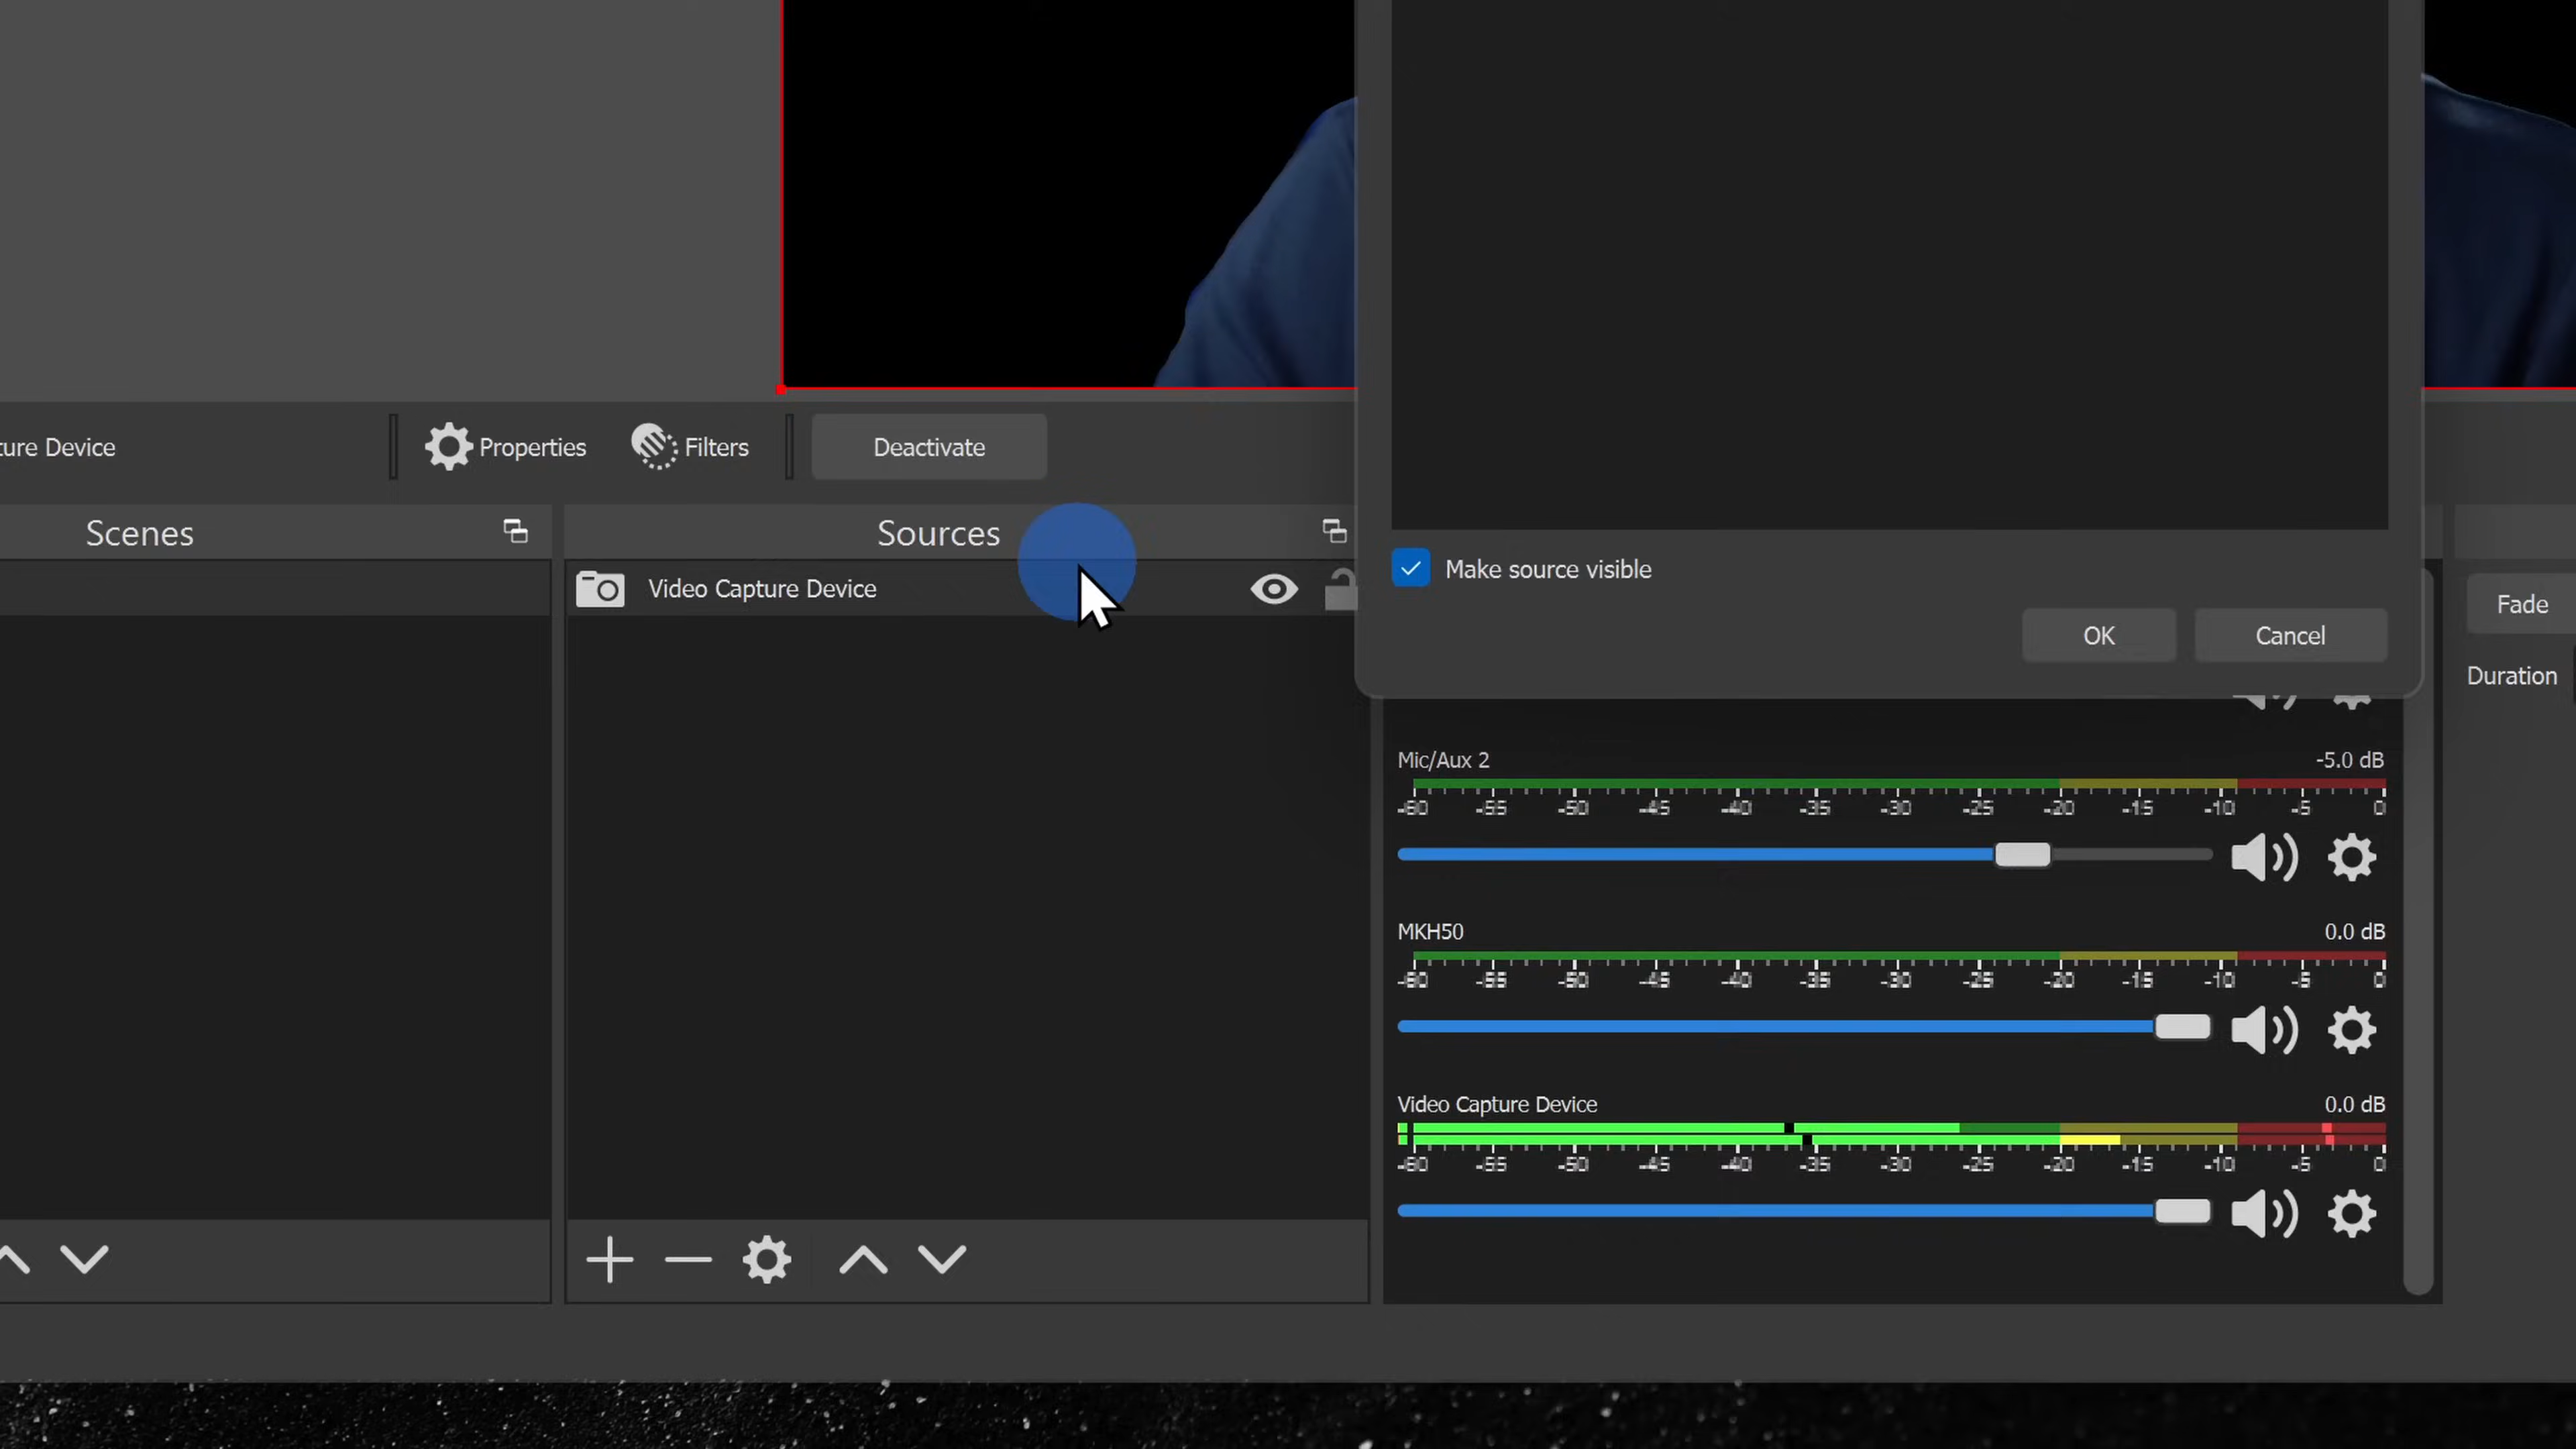 ture Device
Properties
Filters
Deactivate
Scenes
Sources
Video Capture Device
Make source visible
OK
Cancel
Fade
Duration
Mic/Aux 2
-5.0 dB
-60 -55 -50 -45 -40 -35 -30 -25 -20 -15 -10 -5 0
MKH50
0.0 dB
-60 -55 -50 -45 -40 -35 -30 -25 -20 -15 -10 -5 0
Video Capture Device
0.0 dB
-60 -55 -50 -45 -40 -35 -30 -25 -20 -15 -10 -5 0